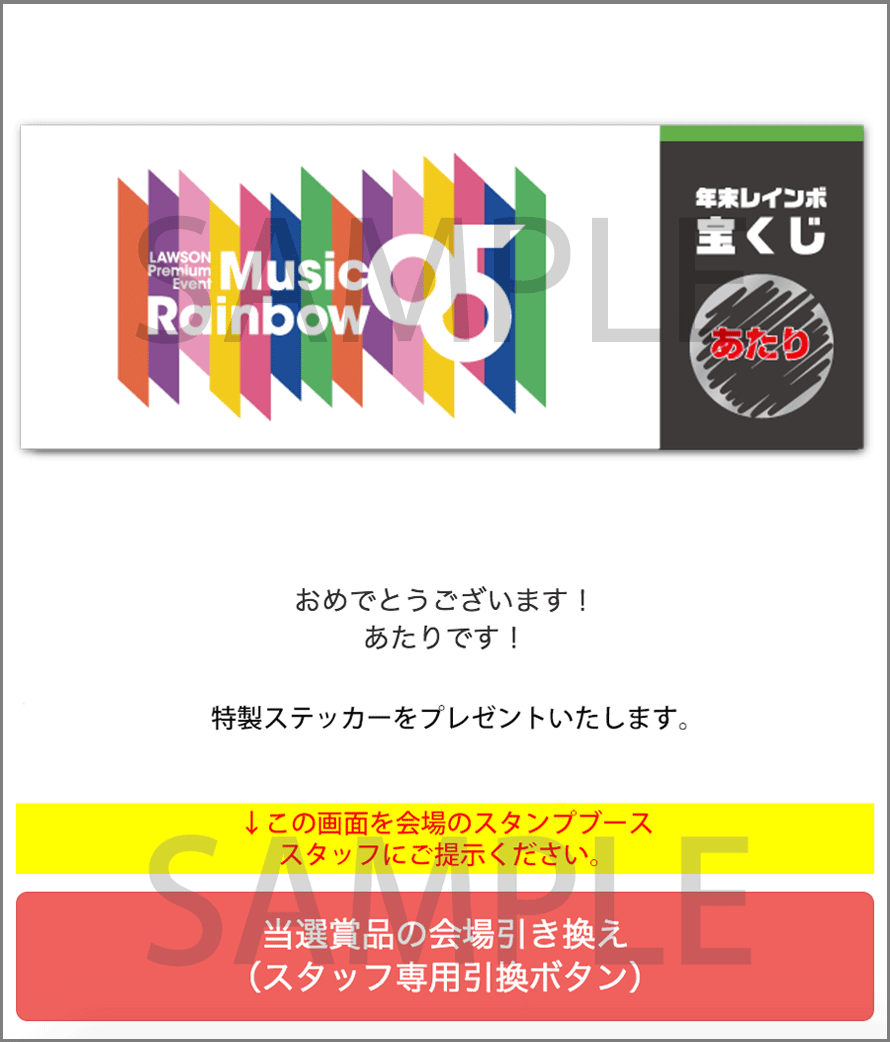 LAWSON
Premium
Event
Music
Rainbow 05
年末レインボ
宝くじ
あたり
SAMPLE
おめでとうございます！
あたりです！
特製ステッカーをプレゼントいたします。
↓この画面を会場のスタンプブース
スタッフにご提示ください。
SAMPLE
当選賞品の会場引き換え
（スタッフ専用引換ボタン）